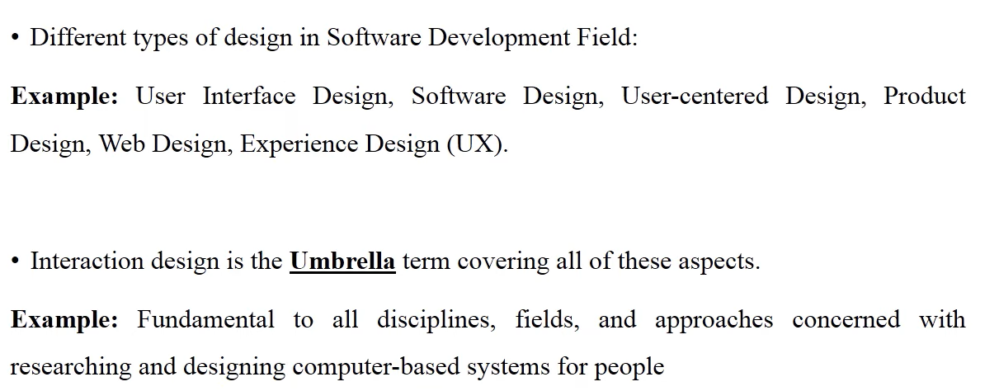 • Different types of design in Software Development Field:
Example: User Interface Design, Software Design, User-centered Design, Product
Design, Web Design, Experience Design (UX).
• Interaction design is the Umbrella term covering all of these aspects.
Example: Fundamental to all disciplines, fields, and approaches concerned with
researching and designing computer-based systems for people